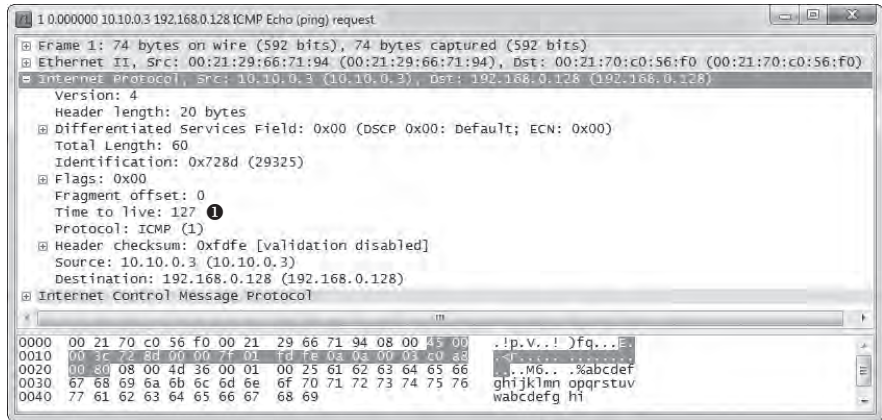 1 0.000000 10.10.0.3 192.168.0.128 ICMP Echo (ping) request
Frame 1: 74 bytes on wire (592 bits), 74 bytes captured (592 bits)
Ethernet II, Src: 00:21:29:66:71:94 (00:21:29:66:71:94), Dst: 00:21:70:c0:56:f0 (00:21:70:c0:56:f0)
Internet Protocol, Src: 10.10.0.3 (10.10.0.3), Dst: 192.168.0.128 (192.168.0.128)
Version: 4
Header length: 20 bytes
Differentiated Services Field: 0x00 (DSCP 0x00: Default; ECN: 0x00)
Total Length: 60
Identification: 0x728d (29325)
Flags: 0x00
Fragment offset: 0
Time to live: 127 ❶
Protocol: ICMP (1)
Header checksum: 0xfdfe [validation disabled]
Source: 10.10.0.3 (10.10.0.3)
Destination: 192.168.0.128 (192.168.0.128)
Internet Control Message Protocol
0000 00 21 70 c0 56 f0 00 21 29 66 71 94 08 00 45 00 .!p.V..! )fq...E.
0010 00 3c 72 8d 00 00 7f 01 fd fe 0a 0a 00 03 c0 a8 .<r..... ........
0020 00 80 08 00 4d 36 00 01 00 25 61 62 63 64 65 66 ....M6.. .%abcdef
0030 67 68 69 6a 6b 6c 6d 6e 6f 70 71 72 73 74 75 76 ghijklmn opqrstuv
0040 77 61 62 63 64 65 66 67 68 69 wabcdefg hi